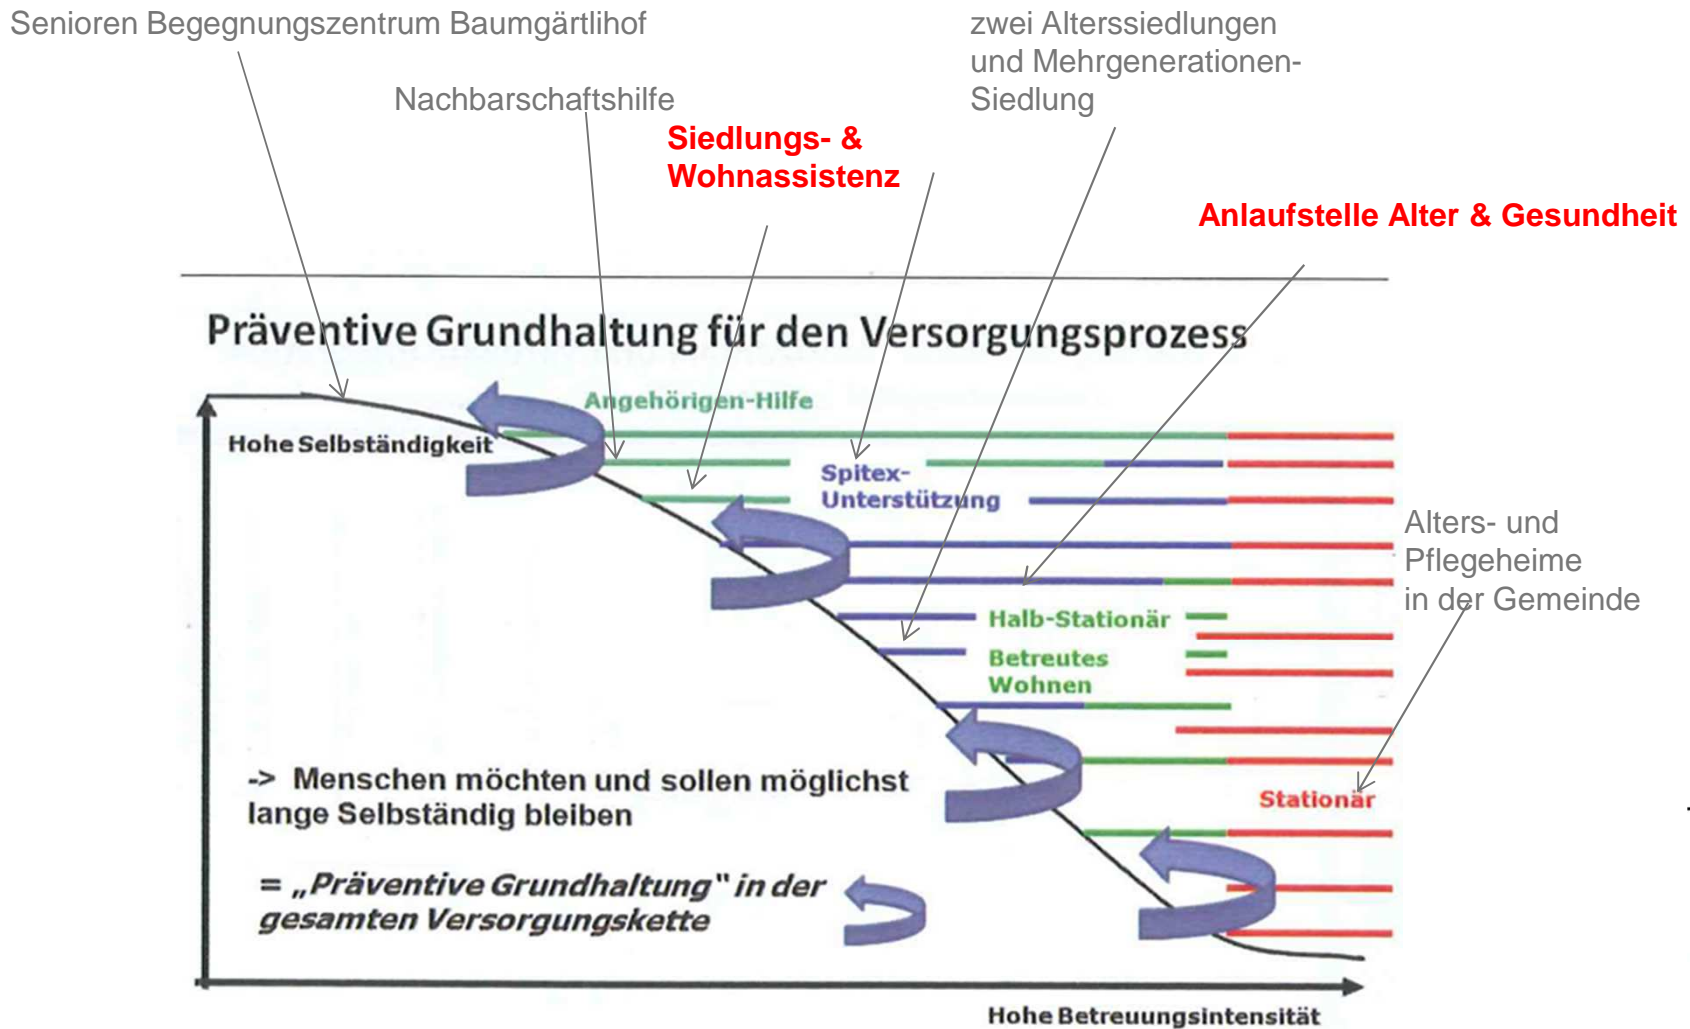 Senioren Begegnungszentrum Baumgärtlihof
zwei Alterssiedlungen
und Mehrgenerationen-
Siedlung
Nachbarschaftshilfe
Siedlungs- &
Wohnassistenz
Anlaufstelle Alter & Gesundheit
Präventive Grundhaltung für den Versorgungsprozess
Angehörigen-Hilfe
Hohe Selbständigkeit
Spitex-
Unterstützung
Alters- und
Pflegeheime
in der Gemeinde
Halb-Stationär
Betreutes
Wohnen
-> Menschen möchten und sollen möglichst
lange Selbständig bleiben
Stationär
= „Präventive Grundhaltung" in der
gesamten Versorgungskette
Hohe Betreuungsintensität